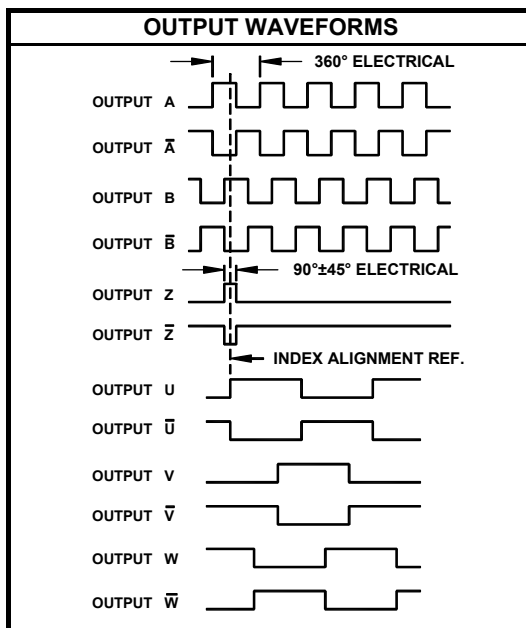 OUTPUT WAVEFORMS
360° ELECTRICAL
OUTPUT A
OUTPUT A̅
OUTPUT B
OUTPUT B̅
90°±45° ELECTRICAL
OUTPUT Z
OUTPUT Z̅
INDEX ALIGNMENT REF.
OUTPUT U
OUTPUT U̅
OUTPUT V
OUTPUT V̅
OUTPUT W
OUTPUT W̅